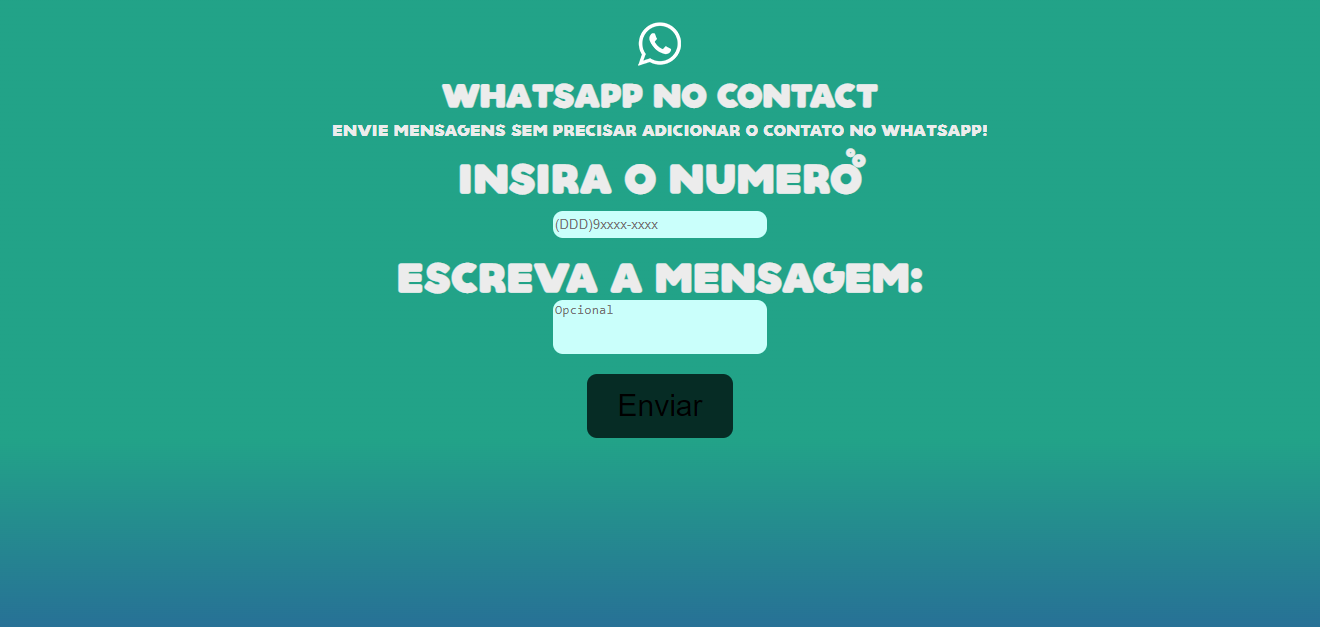 WHATSAPP NO CONTACT
ENVIE MENSAGENS SEM PRECISAR ADICIONAR O CONTATO NO WHATSAPP!
INSIRA O NUMERO
(DDD)9xxxx-xxxx
ESCREVA A MENSAGEM:
Opcional
Enviar